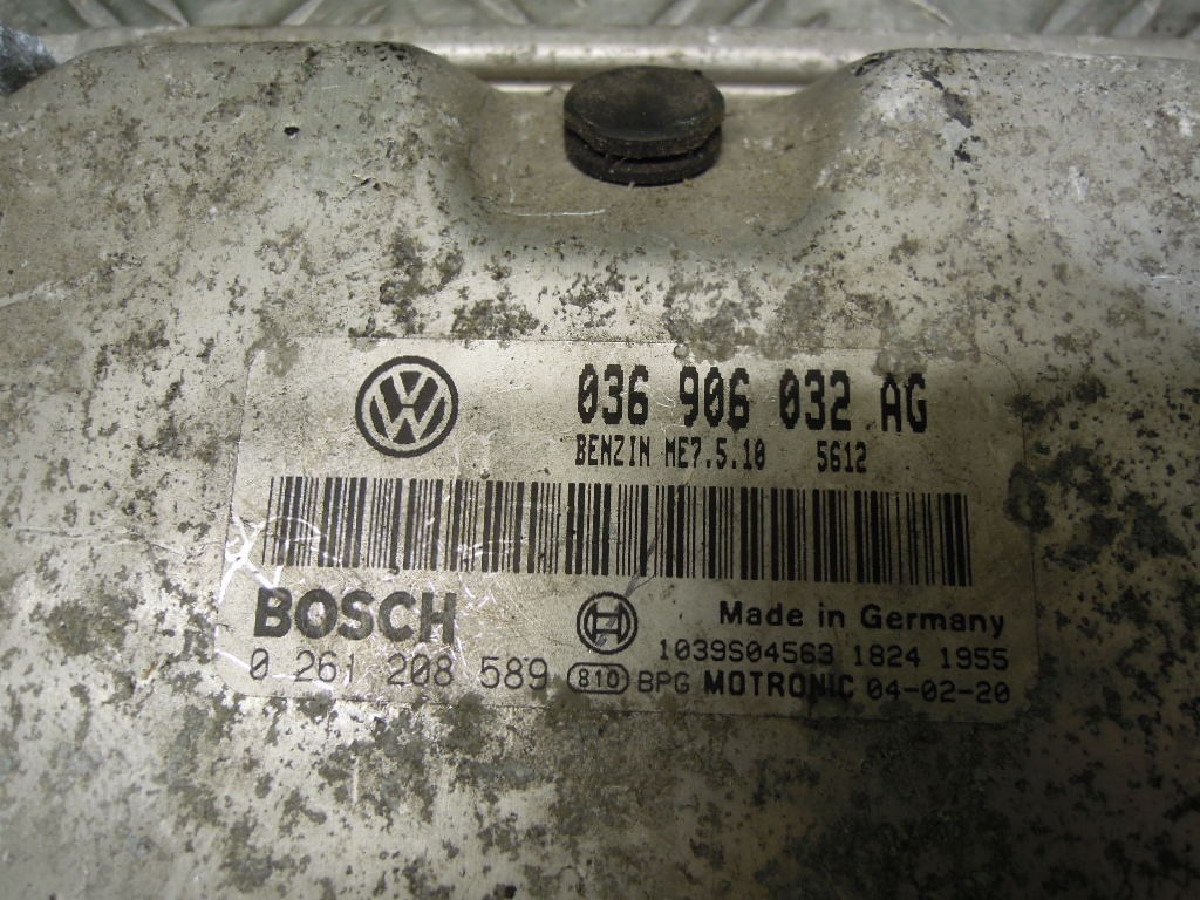 036 906 032 AG
BENZIN ME7.5.10 5612
BOSCH
Made in Germany
1039S04563 1824 1955
0 261 208 589 810 BPG MOTRONIC 04-02-20